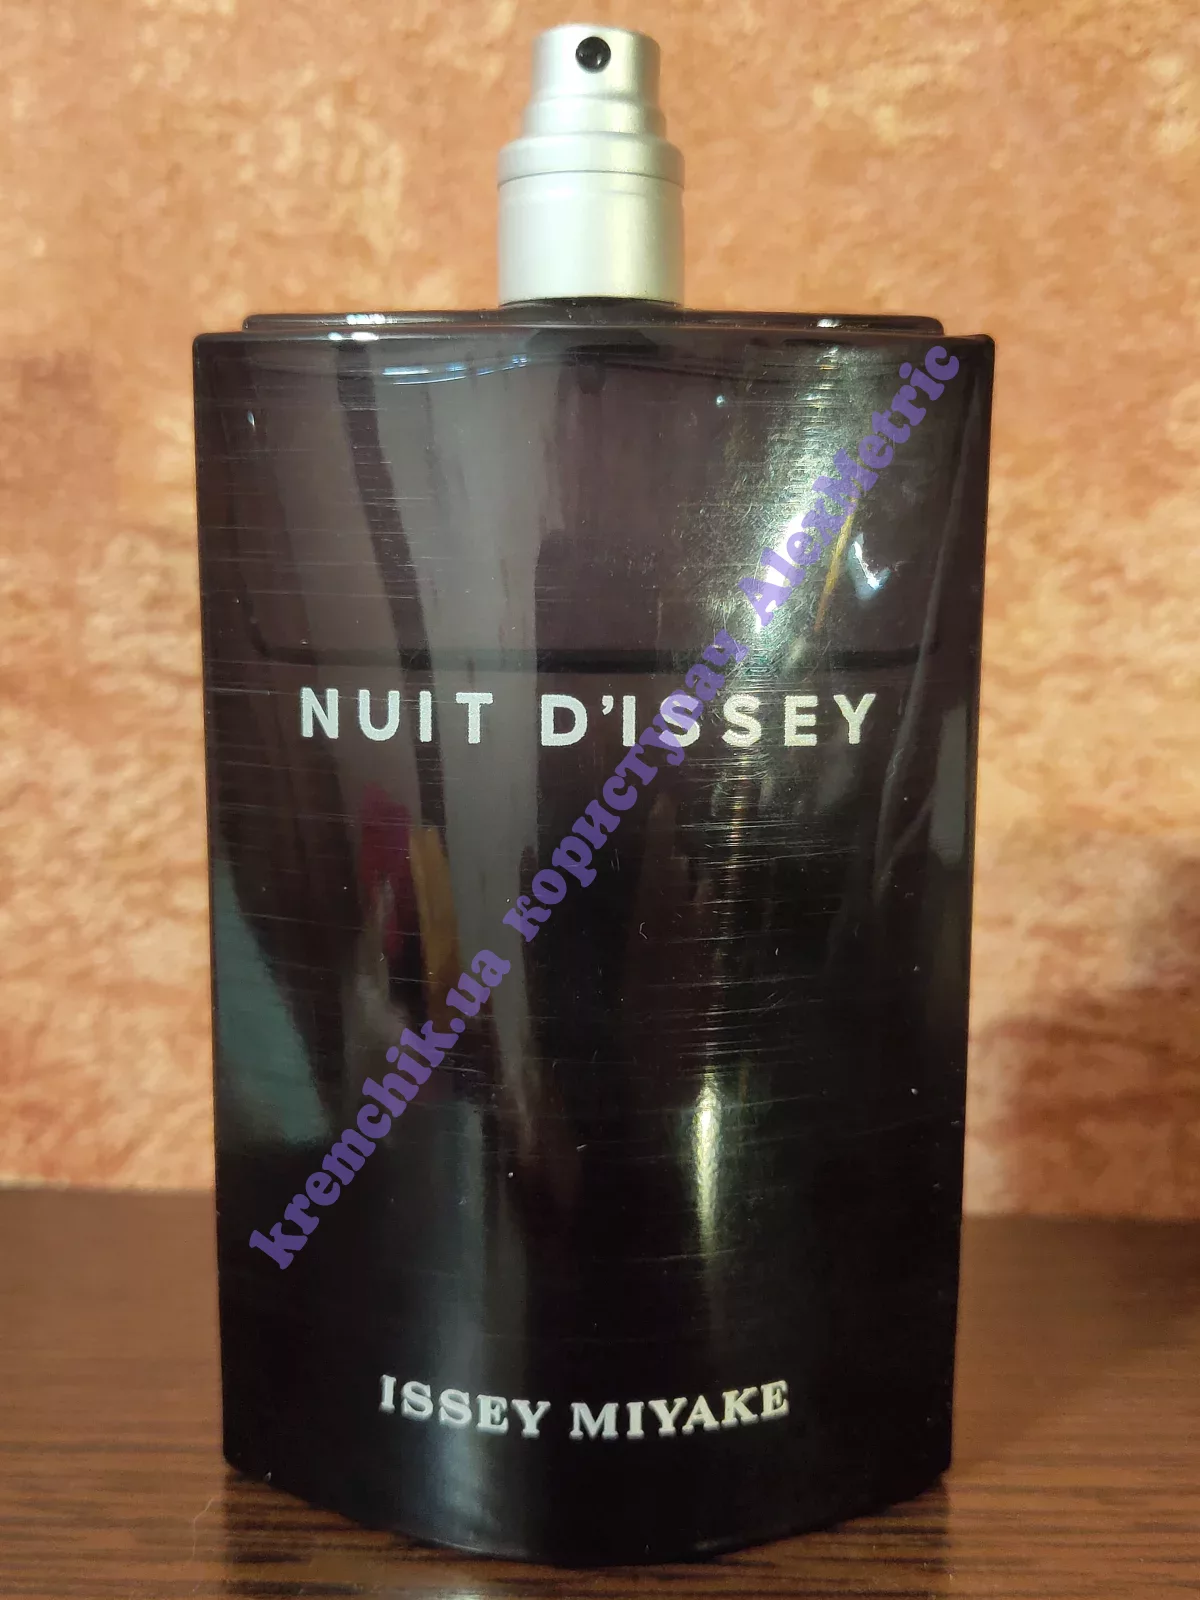 NUIT D'ISSEY
kremchik.ua користувач AlexMetric
ISSEY MIYAKE